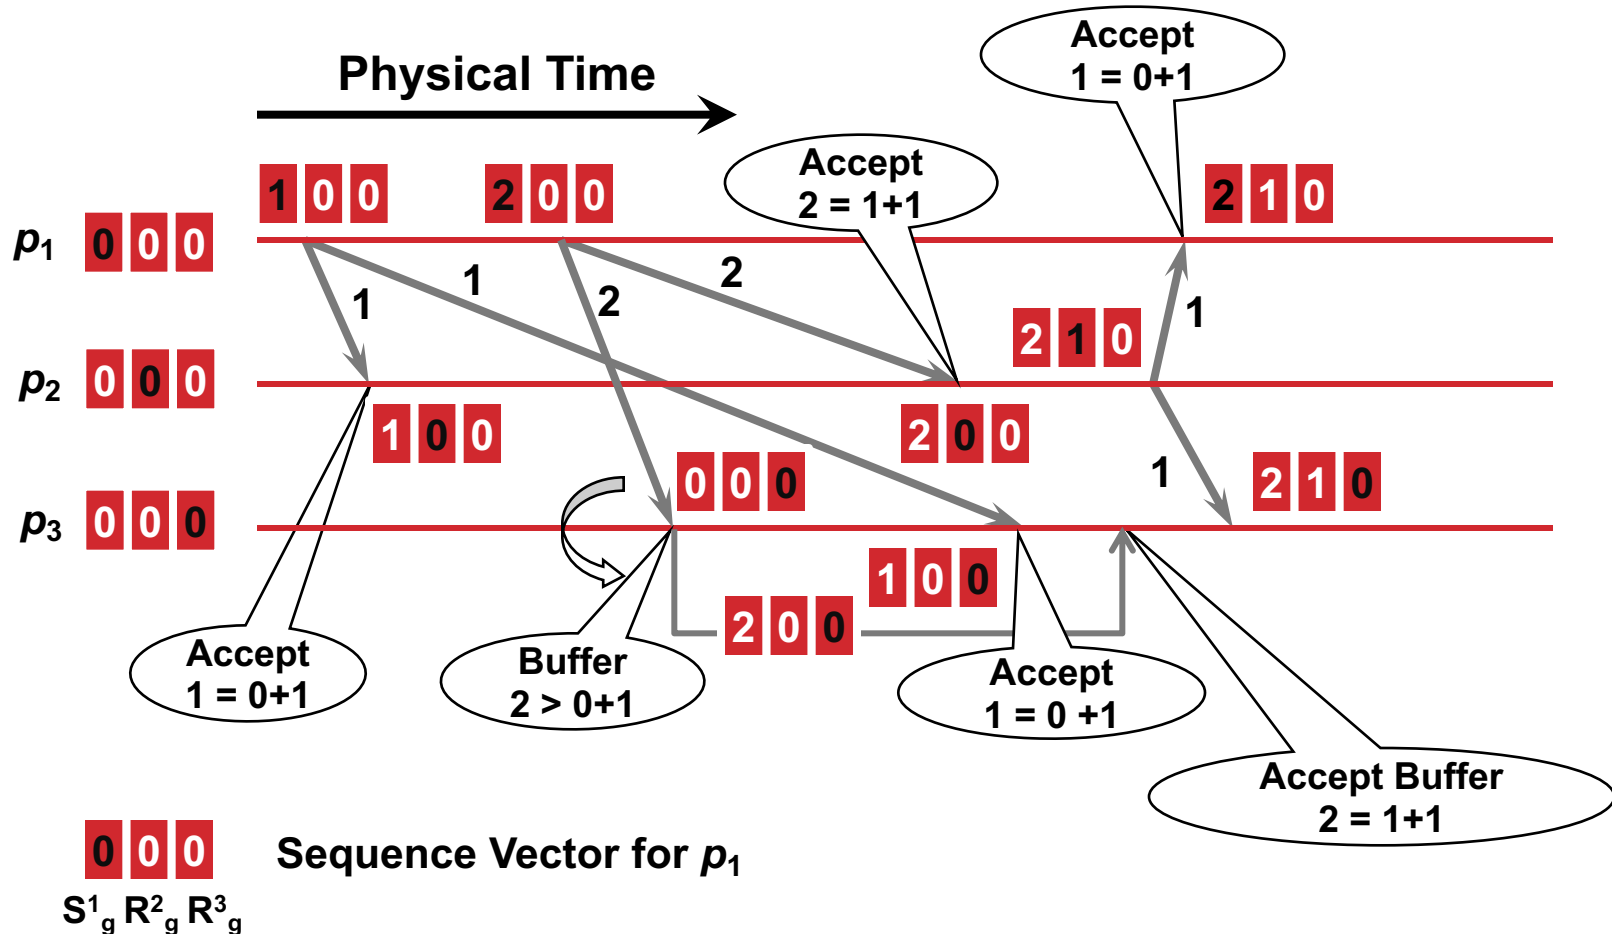 Physical Time
Accept
1 = 0+1
Accept
2 = 1+1
1 0 0
2 0 0
2 1 0
p1 0 0 0
1
1
2
2
2 1 0
1
p2 0 0 0
1 0 0
2 0 0
0 0 0
1
2 1 0
p3 0 0 0
1 0 0
2 0 0
Accept
1 = 0+1
Buffer
2 > 0+1
Accept
1 = 0 +1
Accept Buffer
2 = 1+1
0 0 0
Sequence Vector for p1
S1g R2g R3g